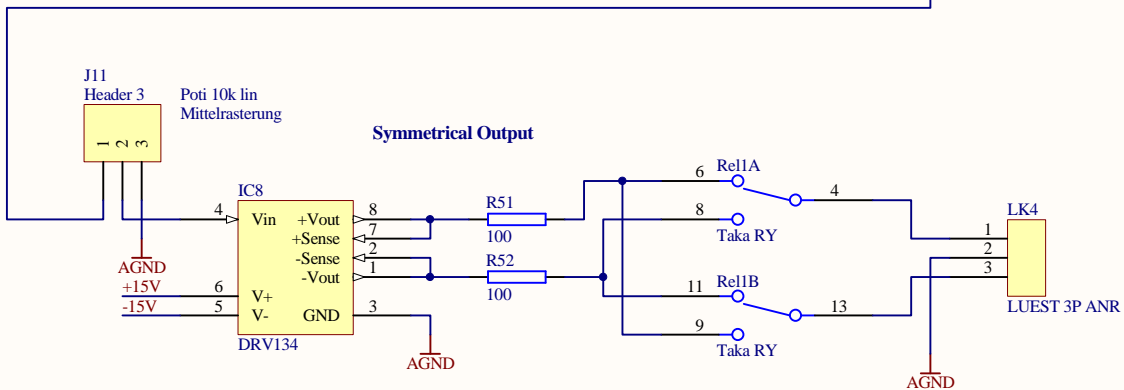 J11
Header 3
Poti 10k lin
Mittelrasterung
1
2
3
AGND
Symmetrical Output
IC8
4
Vin
+Vout
8
+Sense
7
-Sense
2
-Vout
1
+15V
6
V+
-15V
5
V-
GND
3
DRV134
AGND
R51
100
R52
100
6
Rel1A
4
8
Taka RY
11
Rel1B
13
9
Taka RY
LK4
1
2
3
LUEST 3P ANR
AGND